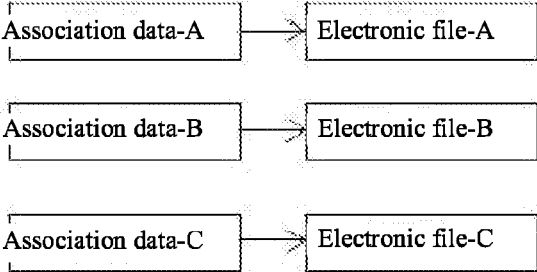 Association data-A Electronic file-A
Association data-B Electronic file-B
Association data-C Electronic file-C